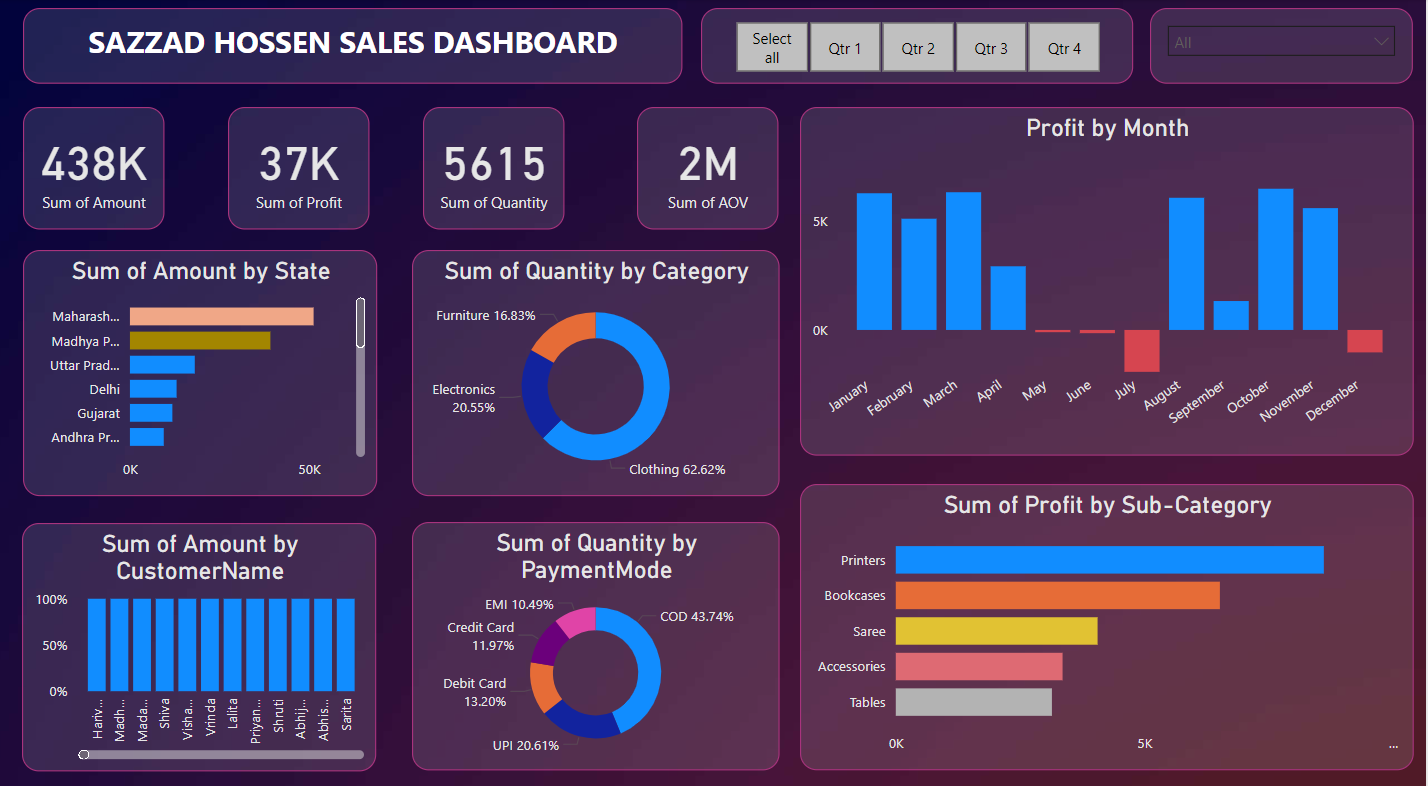 SAZZAD HOSSEN SALES DASHBOARD
Select
all
Qtr 1
Qtr 2
Qtr 3
Qtr 4
All
438K
Sum of Amount
37K
Sum of Profit
5615
Sum of Quantity
2M
Sum of AOV
Profit by Month
5K
0K
January
February
March
April
May
June
July
August
September
October
November
December
Sum of Amount by State
Maharash...
Madhya P...
Uttar Prad...
Delhi
Gujarat
Andhra Pr...
0K
50K
Sum of Quantity by Category
Furniture 16.83%
Electronics
20.55%
Clothing 62.62%
Sum of Amount by
CustomerName
100%
50%
0%
Hariv...
Madh...
Mada...
Shiva
Visha...
Vrinda
Lalita
Priyan...
Shruti
Abhij...
Abhis...
Sarita
Sum of Quantity by
PaymentMode
EMI 10.49%
COD 43.74%
Credit Card
11.97%
Debit Card
13.20%
UPI 20.61%
Sum of Profit by Sub-Category
Printers
Bookcases
Saree
Accessories
Tables
0K
5K
...